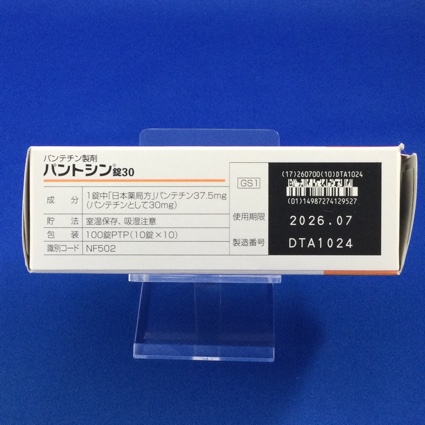 パンテチン製剤
パントシン®錠30
成分 1錠中「日本薬局方」パンテチン37.5mg
(パンテチンとして30mg)
貯法 室温保存、吸湿注意
包装 100錠PTP(10錠×10)
識別コード NF502
GS1
使用期限
製造番号
(17)260700(10)DTA1024
(01)14987274129527
2026.07
DTA1024